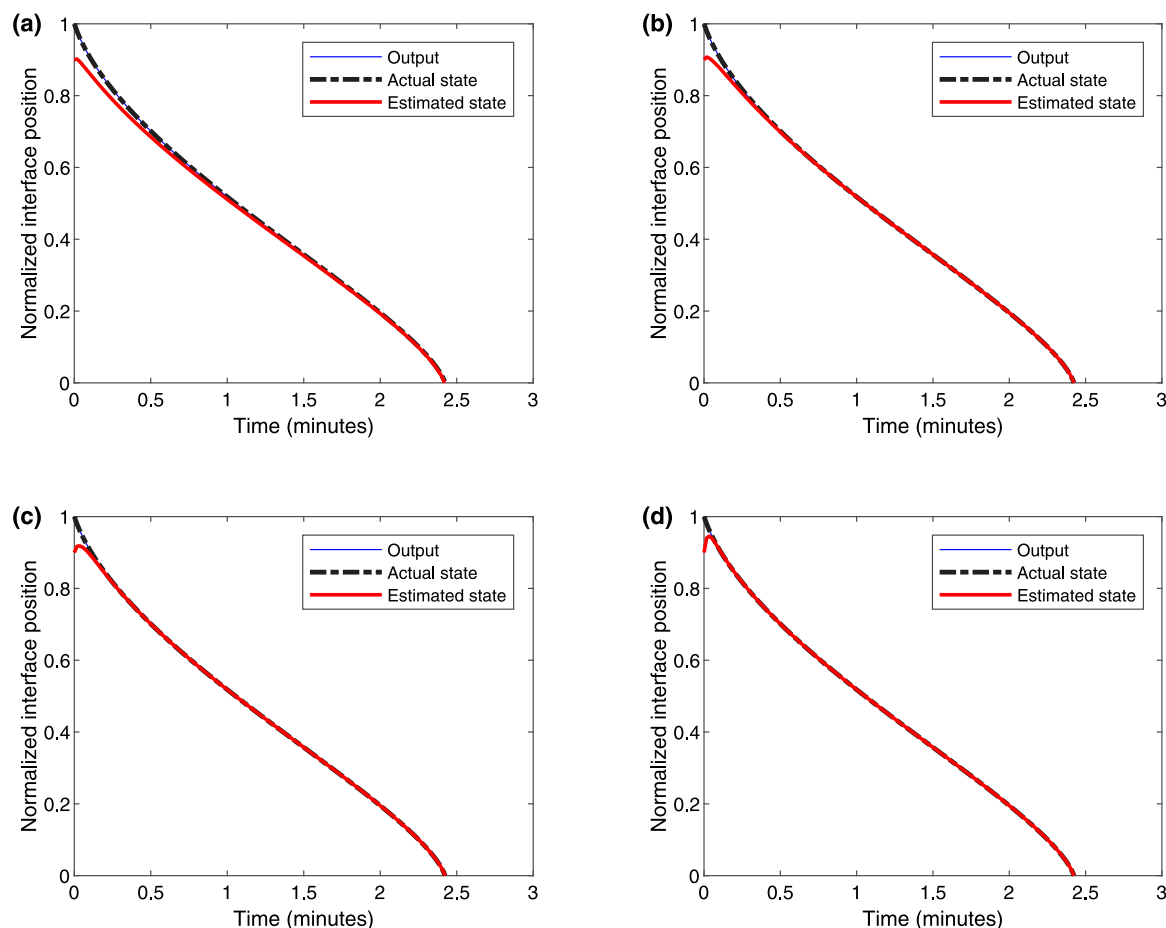 (a)
Normalized interface position
1
0.8
0.6
0.4
0.2
0
0 0.5 1 1.5 2 2.5 3
Time (minutes)
Output
Actual state
Estimated state
(b)
Normalized interface position
1
0.8
0.6
0.4
0.2
0
0 0.5 1 1.5 2 2.5 3
Time (minutes)
Output
Actual state
Estimated state
(c)
Normalized interface position
1
0.8
0.6
0.4
0.2
0
0 0.5 1 1.5 2 2.5 3
Time (minutes)
Output
Actual state
Estimated state
(d)
Normalized interface position
1
0.8
0.6
0.4
0.2
0
0 0.5 1 1.5 2 2.5 3
Time (minutes)
Output
Actual state
Estimated state